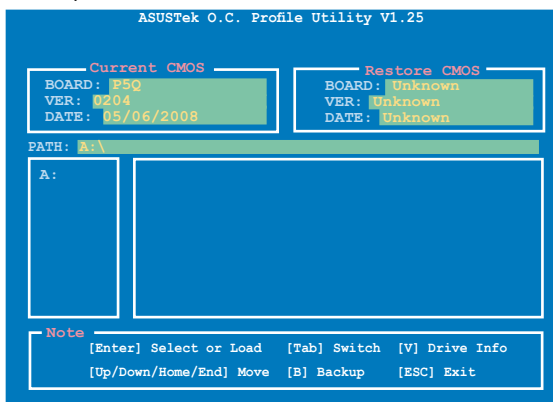 ASUSTek O.C. Profile Utility V1.25
Current CMOS
BOARD: P5Q
VER: 0204
DATE: 05/06/2008
Restore CMOS
BOARD: Unknown
VER: Unknown
DATE: Unknown
PATH: A:\
A:
Note
[Enter] Select or Load [Tab] Switch [V] Drive Info
[Up/Down/Home/End] Move [B] Backup [ESC] Exit